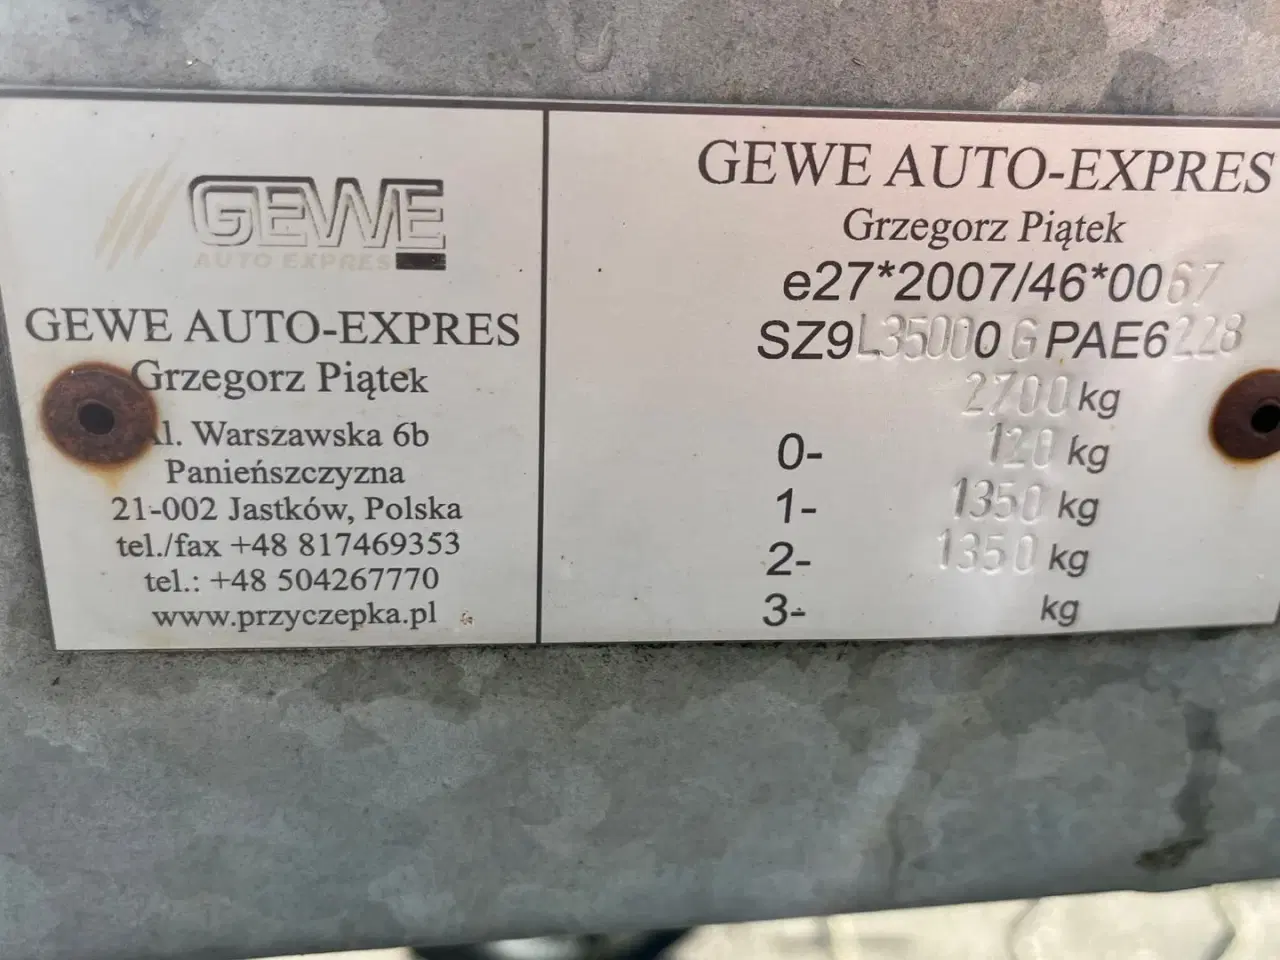 GEWE
AUTO EXPRES
GEWE AUTO-EXPRES
Grzegorz Piątek
Al. Warszawska 6b
Panieńszczyzna
21-002 Jastków, Polska
tel./fax +48 817469353
tel.: +48 504267770
www.przyczepka.pl
GEWE AUTO-EXPRES
Grzegorz Piątek
e27*2007/46*0067
SZ9L350000GPAE6228
2700 kg
0- 120 kg
1- 1350 kg
2- 1350 kg
3- kg